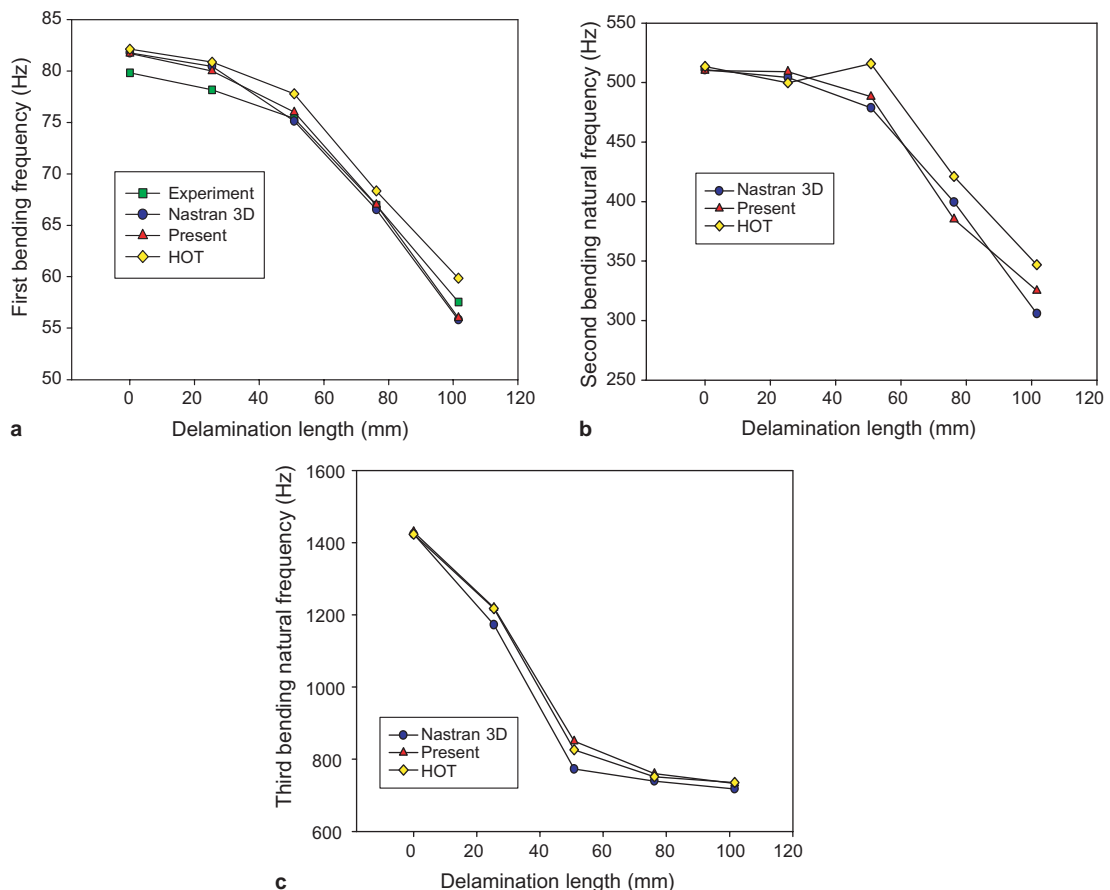 First bending frequency (Hz)
85
80
75
70
65
60
55
50
Experiment
Nastran 3D
Present
HOT
0 20 40 60 80 100 120
a
Delamination length (mm)
Second bending natural frequency (Hz)
550
500
450
400
350
300
250
Nastran 3D
Present
HOT
0 20 40 60 80 100 120
b
Delamination length (mm)
Third bending natural frequency (Hz)
1600
1400
1200
1000
800
600
Nastran 3D
Present
HOT
0 20 40 60 80 100 120
c
Delamination length (mm)